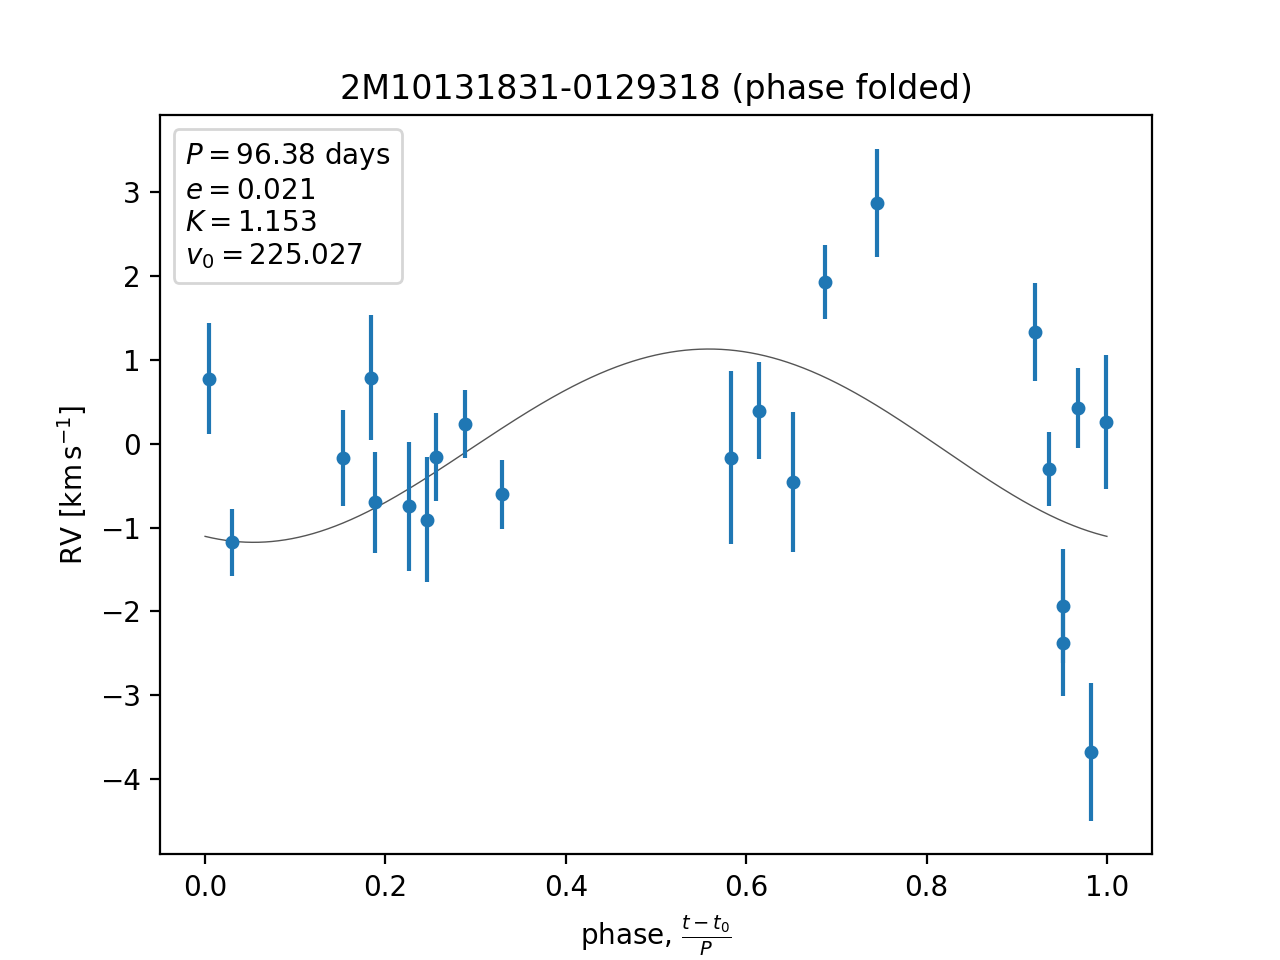 2M10131831-0129318 (phase folded)
P = 96.38 days
e = 0.021
K = 1.153
v₀ = 225.027
3
2
1
0
−1
−2
−3
−4
RV [km s⁻¹]
0.0 0.2 0.4 0.6 0.8 1.0
phase, (t − t₀)/P